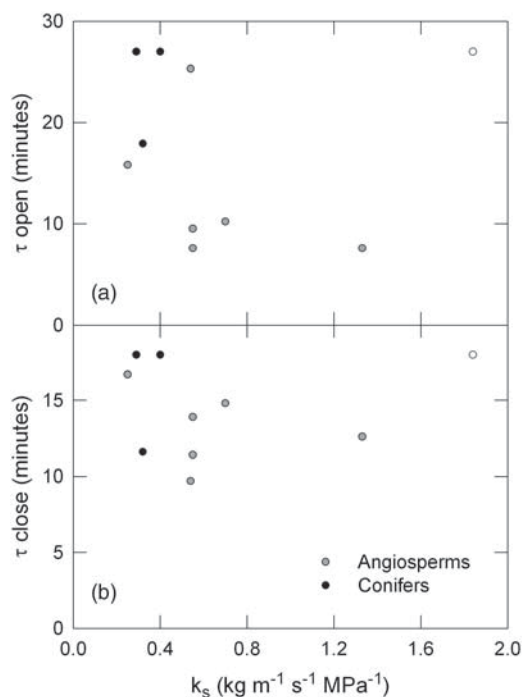 30
20
10
0
τ open (minutes)
(a)
15
10
5
0
τ close (minutes)
(b)
Angiosperms
Conifers
0.0 0.4 0.8 1.2 1.6 2.0
kₛ (kg m⁻¹ s⁻¹ MPa⁻¹)